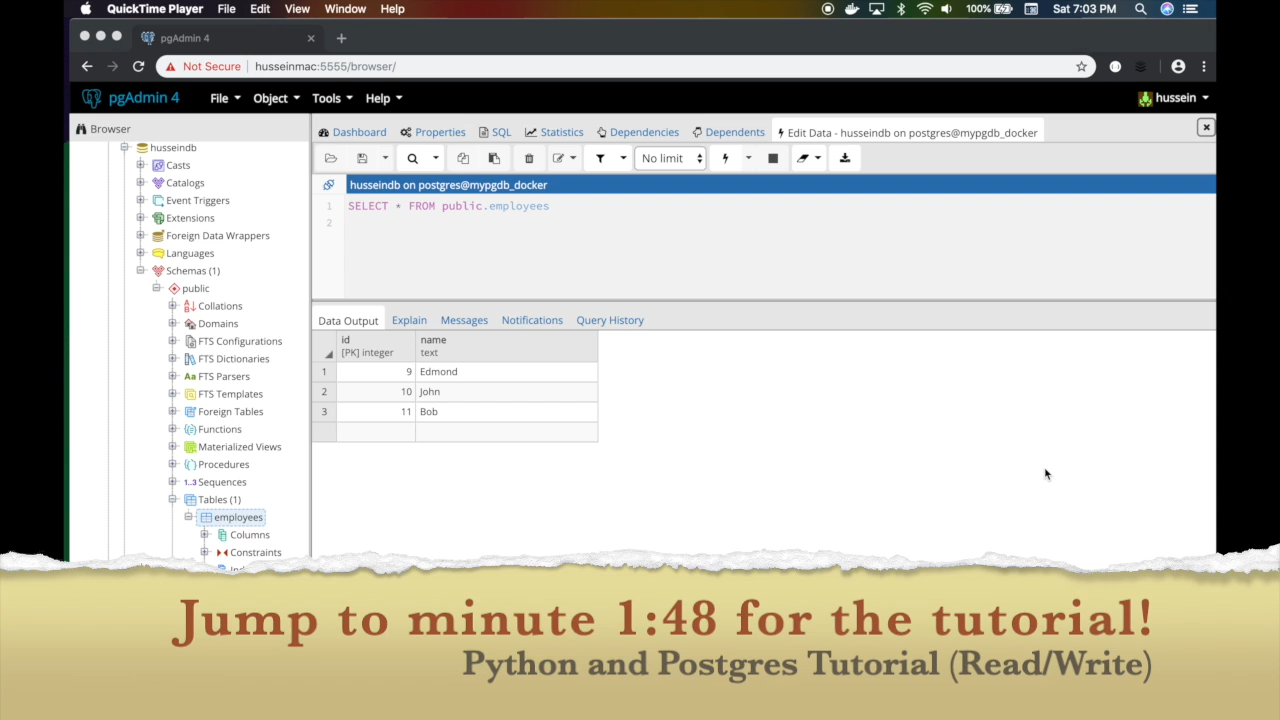 QuickTime Player File Edit View Window Help 100% Sat 7:03 PM
pgAdmin 4
Not Secure husseinmac:5555/browser/
pgAdmin 4 File Object Tools Help hussein
Browser
Dashboard Properties SQL Statistics Dependencies Dependents Edit Data - husseindb on postgres@mypgdb_docker
husseindb
Casts
Catalogs
Event Triggers
Extensions
Foreign Data Wrappers
Languages
Schemas (1)
public
Collations
Domains
FTS Configurations
FTS Dictionaries
Aa FTS Parsers
FTS Templates
Foreign Tables
Functions
Materialized Views
Procedures
1..3 Sequences
Tables (1)
employees
Columns
Constraints
No limit
husseindb on postgres@mypgdb_docker
1 SELECT * FROM public.employees
2
Data Output Explain Messages Notifications Query History
id name
[PK] integer text
1 9 Edmond
2 10 John
3 11 Bob
Jump to minute 1:48 for the tutorial!
Python and Postgres Tutorial (Read/Write)